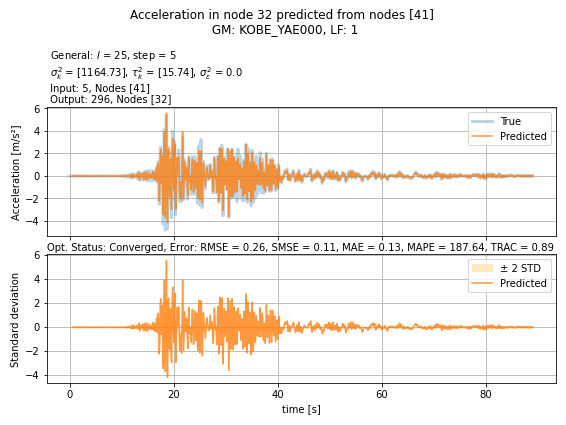 Acceleration in node 32 predicted from nodes [41]
GM: KOBE_YAE000, LF: 1
General: l = 25, step = 5
σ²ₖ = [1164.73], τ²ₖ = [15.74], σ²ε = 0.0
Input: 5, Nodes [41]
Output: 296, Nodes [32]
6
4
2
0
−2
−4
Acceleration [m/s²]
True
Predicted
Opt. Status: Converged, Error: RMSE = 0.26, SMSE = 0.11, MAE = 0.13, MAPE = 187.64, TRAC = 0.89
6
4
2
0
−2
−4
Standard deviation
± 2 STD
Predicted
0 20 40 60 80
time [s]